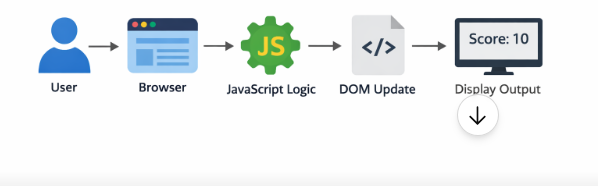 JS
</>
Score: 10
User
Browser
JavaScript Logic
DOM Update
Display Output